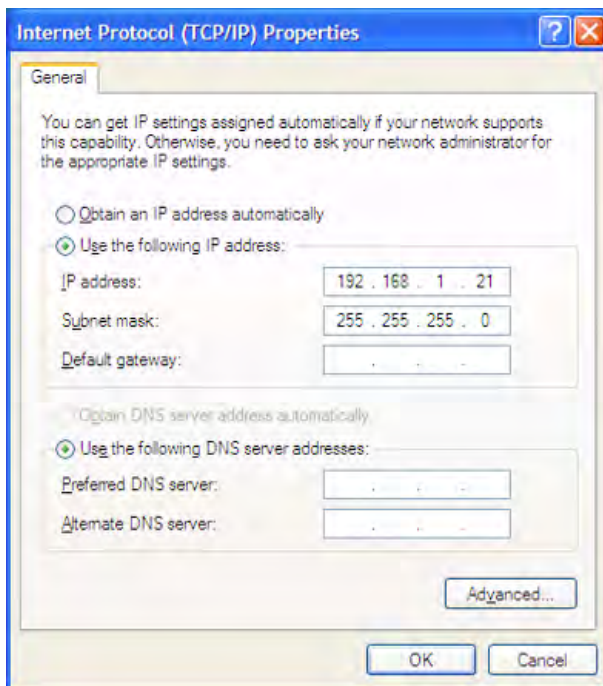 Internet Protocol (TCP/IP) Properties
General
You can get IP settings assigned automatically if your network supports
this capability. Otherwise, you need to ask your network administrator for
the appropriate IP settings.
Obtain an IP address automatically
Use the following IP address:
IP address: 192 . 168 . 1 . 21
Subnet mask: 255 . 255 . 255 . 0
Default gateway: . . .
Obtain DNS server address automatically
Use the following DNS server addresses:
Preferred DNS server: . . .
Alternate DNS server: . . .
Advanced...
OK Cancel